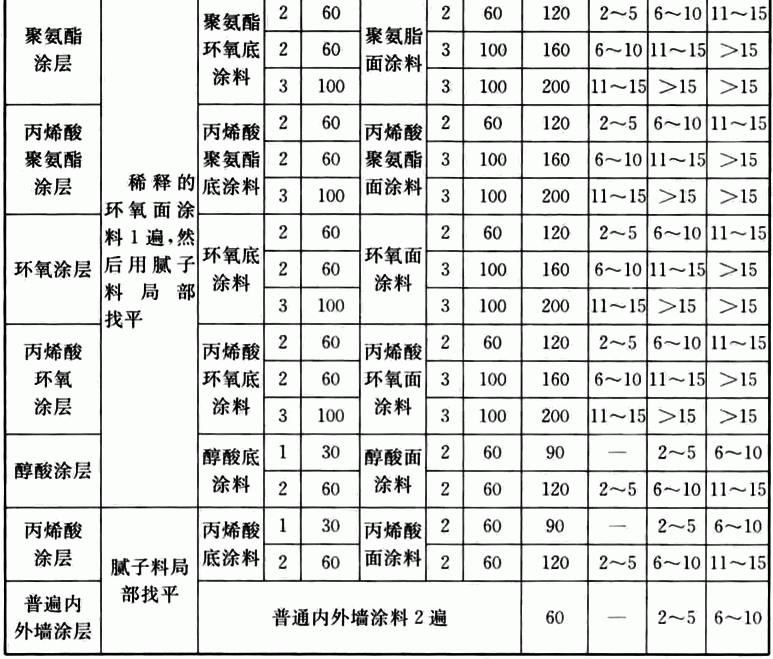 聚氨酯
涂层
稀释的
环氧面涂
料1遍,然
后用腻子
料局部
找平
聚氨酯
环氧底
涂料
2 60
聚氨脂
面涂料
2 60 120 2～5 6～10 11～15
2 60 3 100 160 6～10 11～15 ＞15
3 100 3 100 200 11～15 ＞15 ＞15
丙烯酸
聚氨酯
涂层
丙烯酸
聚氨酯
底涂料
2 60
丙烯酸
聚氨酯
面涂料
2 60 120 2～5 6～10 11～15
2 60 3 100 160 6～10 11～15 ＞15
3 100 3 100 200 11～15 ＞15 ＞15
环氧涂层
环氧底
涂料
2 60
环氧面
涂料
2 60 120 2～5 6～10 11～15
2 60 3 100 160 6～10 11～15 ＞15
3 100 3 100 200 11～15 ＞15 ＞15
丙烯酸
环氧
涂层
丙烯酸
环氧底
涂料
2 60
丙烯酸
环氧面
涂料
2 60 120 2～5 6～10 11～15
2 60 3 100 160 6～10 11～15 ＞15
3 100 3 100 200 11～15 ＞15 ＞15
醇酸涂层
醇酸底
涂料
1 30
醇酸面
涂料
2 60 90 — 2～5 6～10
2 60 2 60 120 2～5 6～10 11～15
丙烯酸
涂层
腻子料局
部找平
丙烯酸
底涂料
1 30
丙烯酸
面涂料
2 60 90 — 2～5 6～10
2 60 2 60 120 2～5 6～10 11～15
普遍内
外墙涂层
普通内外墙涂料2遍 60 — 2～5 6～10